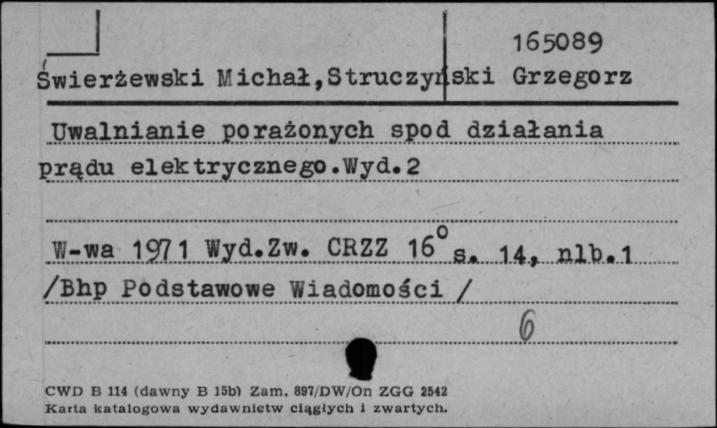 165089
Świerżewski Michał,Struczyński Grzegorz
Uwalnianie porażonych spod działania
prądu elektrycznego.Wyd.2
W-wa 1971 Wyd.Zw. CRZZ 16° s. 14, nlb.1
/Bhp Podstawowe Wiadomości /
6
CWD B 114 (dawny B 15b) Zam. 897/DW/On ZGG 2542
Karta katalogowa wydawnictw ciągłych i zwartych.